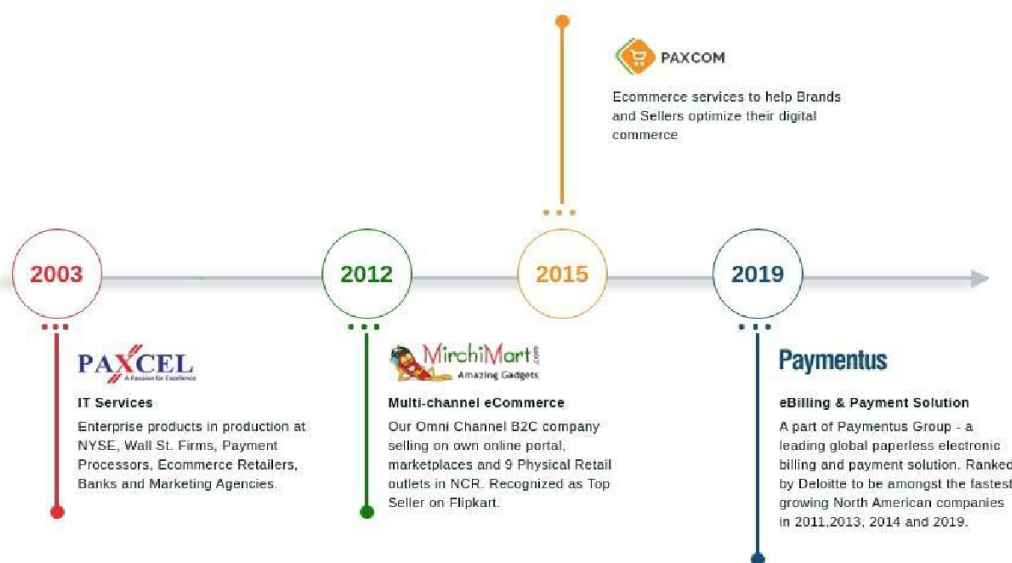 PAXCOM
Ecommerce services to help Brands
and Sellers optimize their digital
commerce
2003
2012
2015
2019
PAXCEL
A Passion for Excellence
IT Services
Enterprise products in production at
NYSE, Wall St. Firms, Payment
Processors, Ecommerce Retailers,
Banks and Marketing Agencies.
MirchiMart.com
Amazing Gadgets
Multi-channel eCommerce
Our Omni Channel B2C company
selling on own online portal,
marketplaces and 9 Physical Retail
outlets in NCR. Recognized as Top
Seller on Flipkart.
Paymentus
eBilling & Payment Solution
A part of Paymentus Group - a
leading global paperless electronic
billing and payment solution. Ranked
by Deloitte to be amongst the fastest
growing North American companies
in 2011,2013, 2014 and 2019.